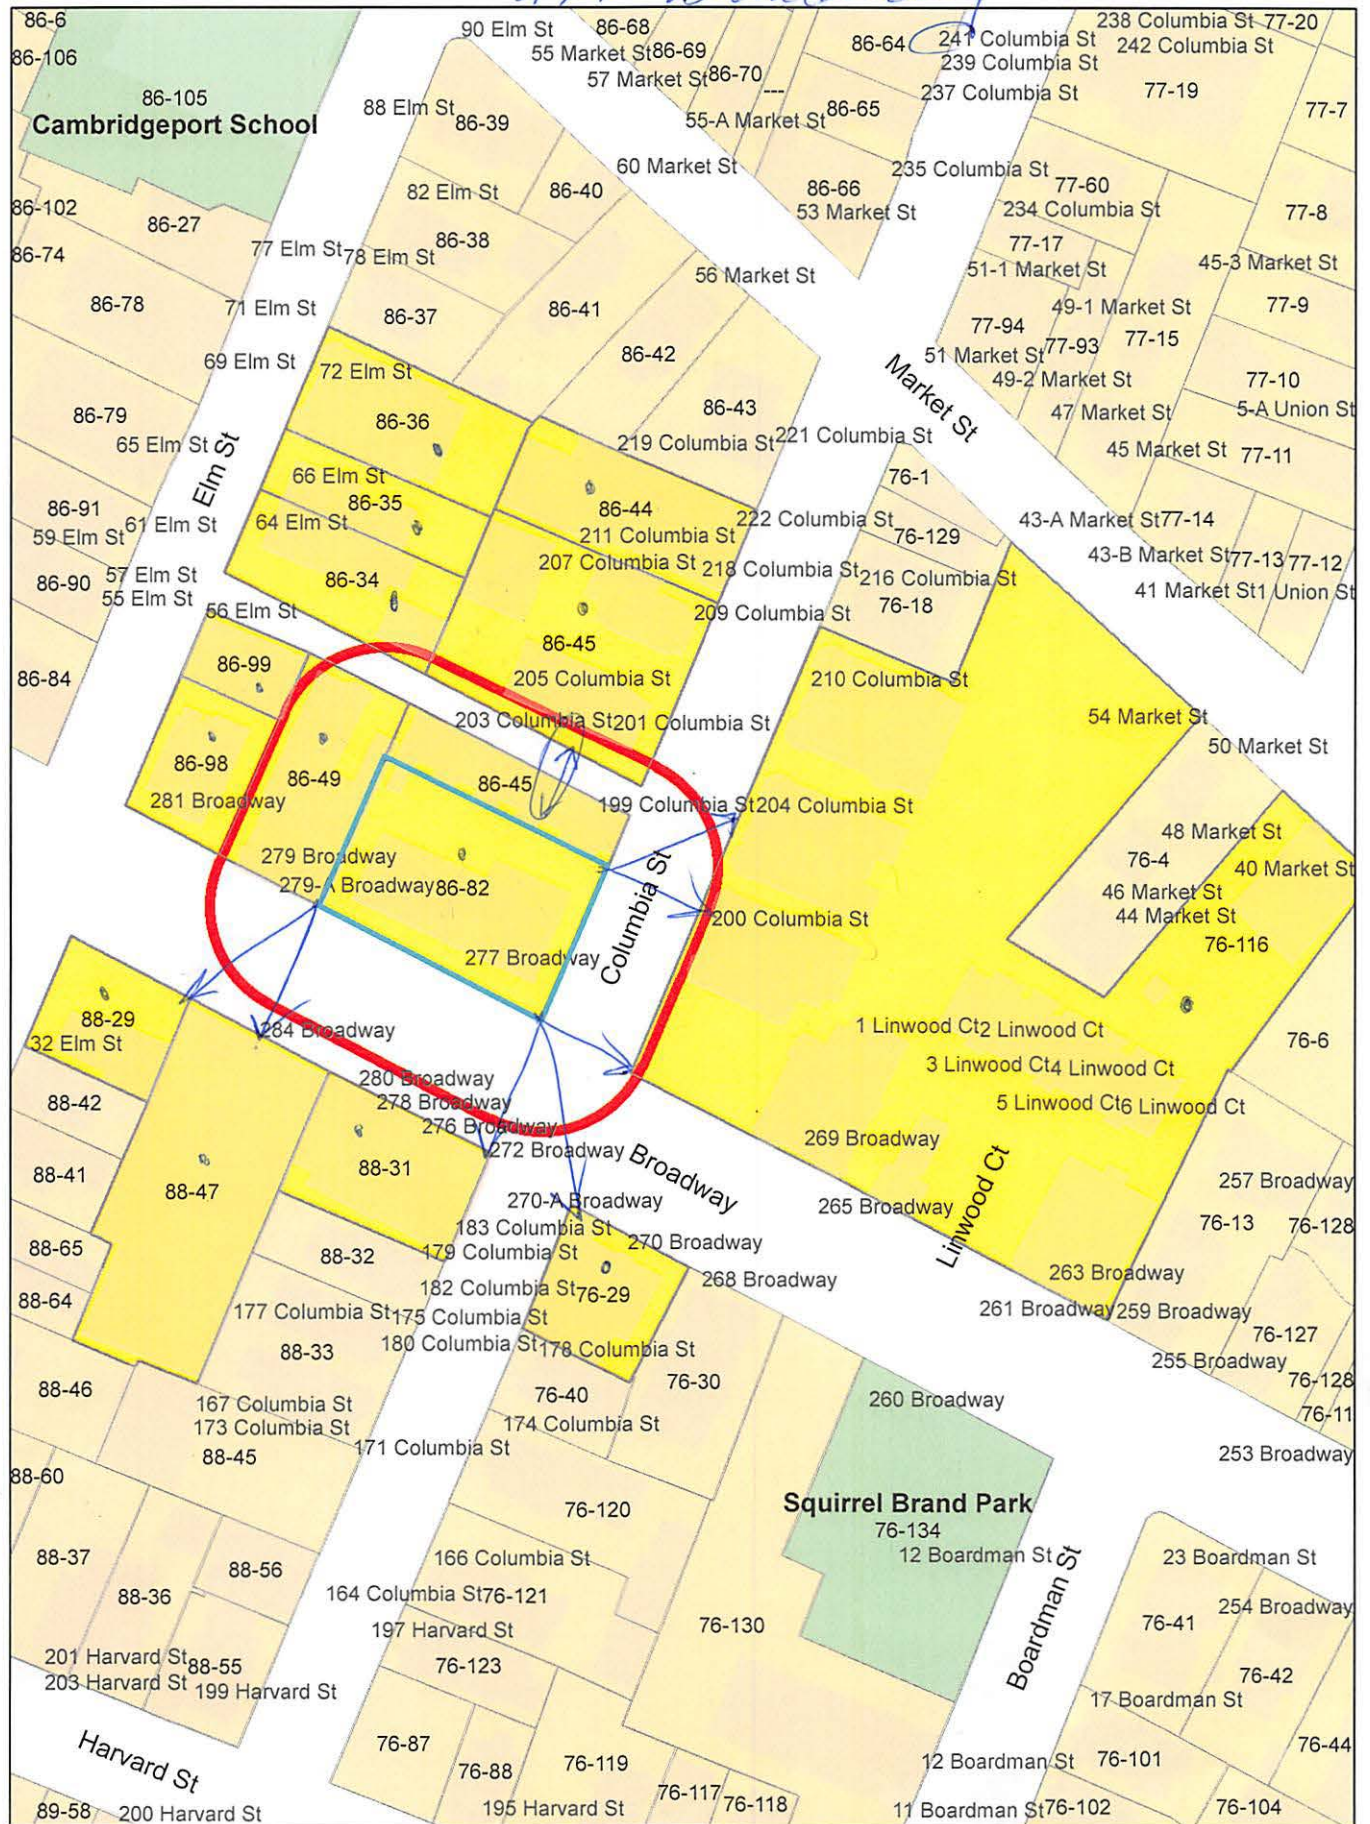 86-6
90 Elm St
86-68
238 Columbia St
77-20
86-106
55 Market St
86-69
86-64
241 Columbia St
242 Columbia St
239 Columbia St
57 Market St
86-70
---
237 Columbia St
77-19
86-105
Cambridgeport School
88 Elm St
86-39
55-A Market St
86-65
77-7
60 Market St
235 Columbia St
82 Elm St
86-40
86-66
53 Market St
77-60
234 Columbia St
86-102
86-27
77-8
86-74
77 Elm St
78 Elm St
86-38
77-17
51-1 Market St
45-3 Market St
56 Market St
86-78
71 Elm St
86-37
86-41
49-1 Market St
77-9
77-94
77-93
77-15
69 Elm St
72 Elm St
86-42
51 Market St
49-2 Market St
77-10
Market St
86-79
86-36
86-43
47 Market St
5-A Union St
65 Elm St
219 Columbia St
221 Columbia St
45 Market St
77-11
Elm St
66 Elm St
76-1
86-91
86-35
86-44
61 Elm St
64 Elm St
222 Columbia St
43-A Market St
77-14
59 Elm St
211 Columbia St
76-129
43-B Market St
77-13
77-12
207 Columbia St
218 Columbia St
216 Columbia St
86-90
57 Elm St
86-34
76-18
41 Market St
1 Union St
55 Elm St
56 Elm St
209 Columbia St
86-45
86-99
86-84
205 Columbia St
210 Columbia St
203 Columbia St
201 Columbia St
54 Market St
50 Market St
86-98
86-49
86-45
281 Broadway
199 Columbia St
204 Columbia St
48 Market St
279 Broadway
76-4
40 Market St
279-A Broadway
86-82
46 Market St
Columbia St
200 Columbia St
44 Market St
277 Broadway
76-116
88-29
284 Broadway
1 Linwood Ct
2 Linwood Ct
32 Elm St
76-6
3 Linwood Ct
4 Linwood Ct
280 Broadway
88-42
278 Broadway
5 Linwood Ct
6 Linwood Ct
276 Broadway
269 Broadway
272 Broadway
88-31
Broadway
88-41
88-47
257 Broadway
270-A Broadway
265 Broadway
Linwood Ct
183 Columbia St
76-13
76-128
88-65
88-32
179 Columbia St
270 Broadway
268 Broadway
263 Broadway
182 Columbia St
76-29
88-64
177 Columbia St
175 Columbia St
261 Broadway
259 Broadway
180 Columbia St
178 Columbia St
76-127
88-33
255 Broadway
88-46
76-30
76-128
167 Columbia St
76-40
260 Broadway
173 Columbia St
174 Columbia St
76-11
88-45
171 Columbia St
253 Broadway
88-60
Squirrel Brand Park
76-120
76-134
88-37
166 Columbia St
12 Boardman St
23 Boardman St
88-56
88-36
164 Columbia St
76-121
Boardman St
254 Broadway
197 Harvard St
76-130
76-41
201 Harvard St
88-55
76-123
76-42
203 Harvard St
199 Harvard St
17 Boardman St
Harvard St
76-87
76-88
76-119
12 Boardman St
76-101
76-44
76-117
76-118
89-58
200 Harvard St
195 Harvard St
11 Boardman St
76-102
76-104